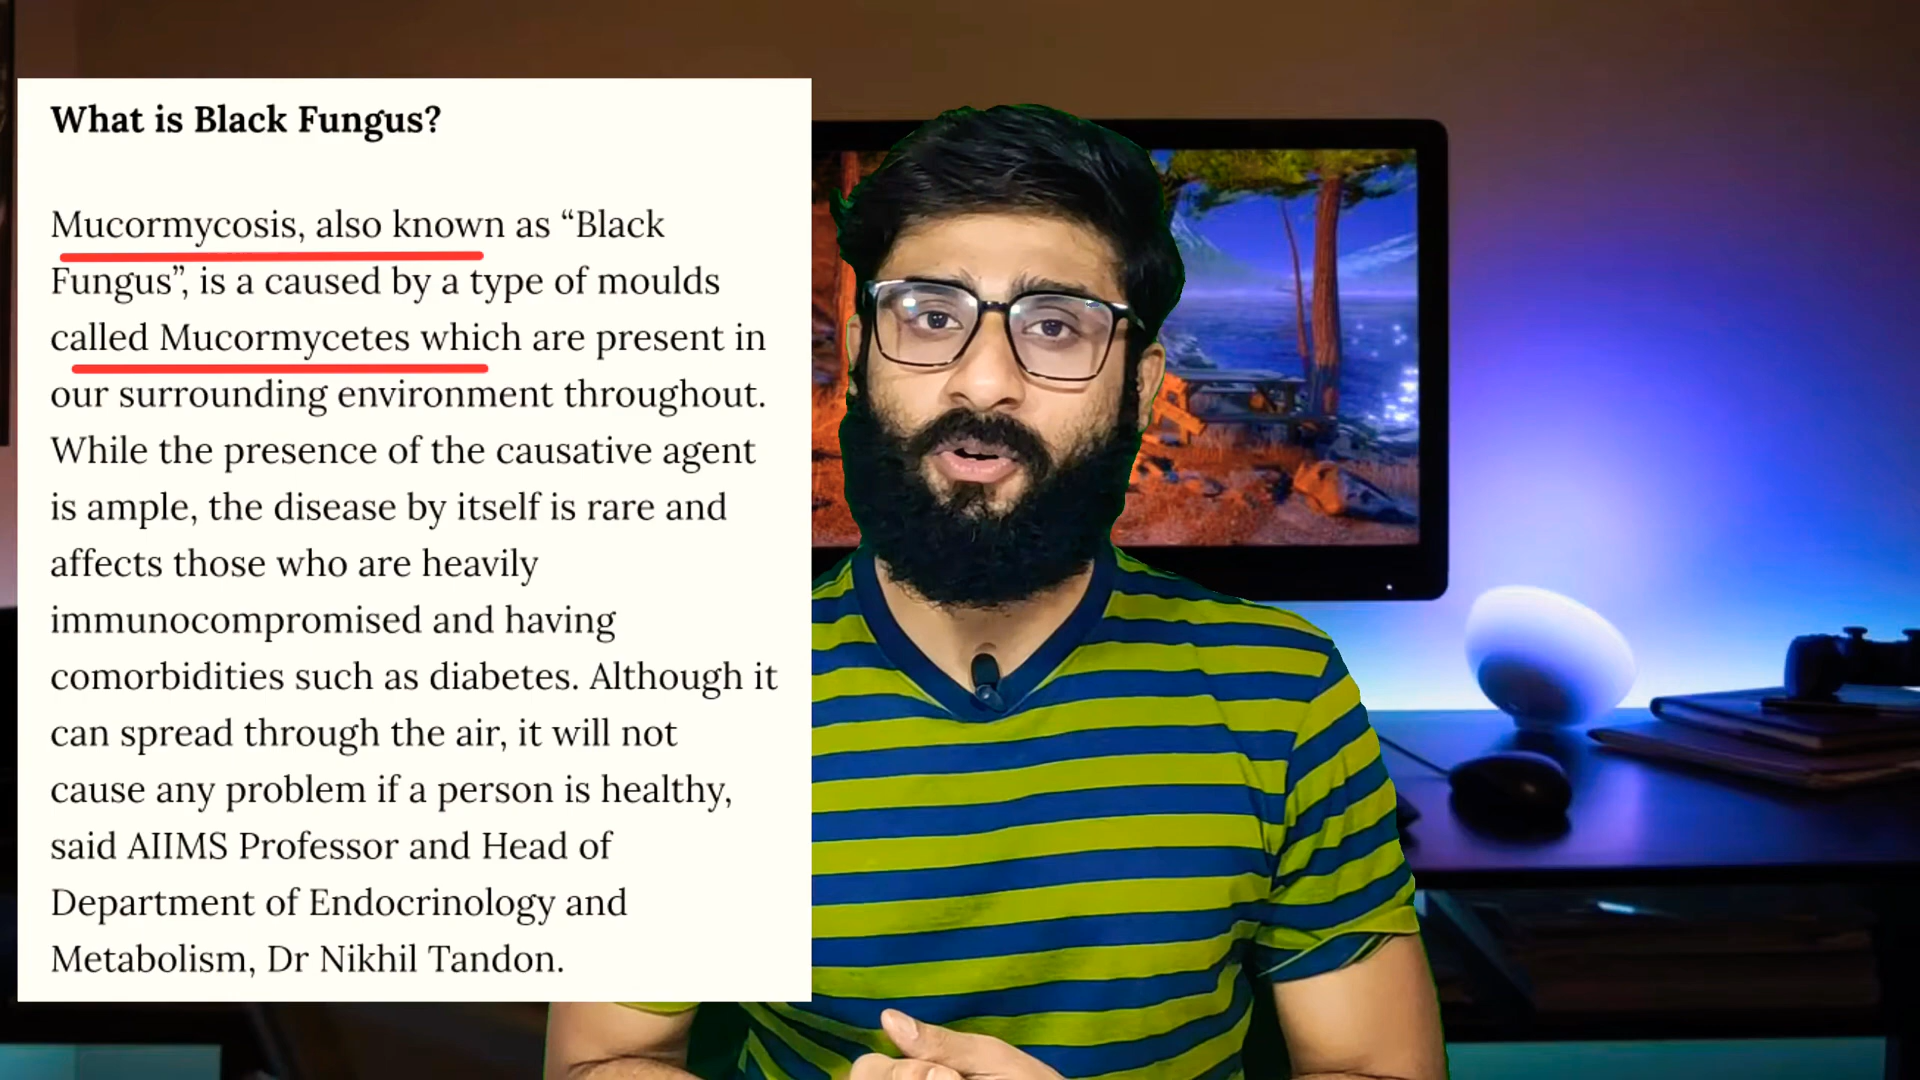 What is Black Fungus?
Mucormycosis, also known as “Black
Fungus”, is a caused by a type of moulds
called Mucormycetes which are present in
our surrounding environment throughout.
While the presence of the causative agent
is ample, the disease by itself is rare and
affects those who are heavily
immunocompromised and having
comorbidities such as diabetes. Although it
can spread through the air, it will not
cause any problem if a person is healthy,
said AIIMS Professor and Head of
Department of Endocrinology and
Metabolism, Dr Nikhil Tandon.